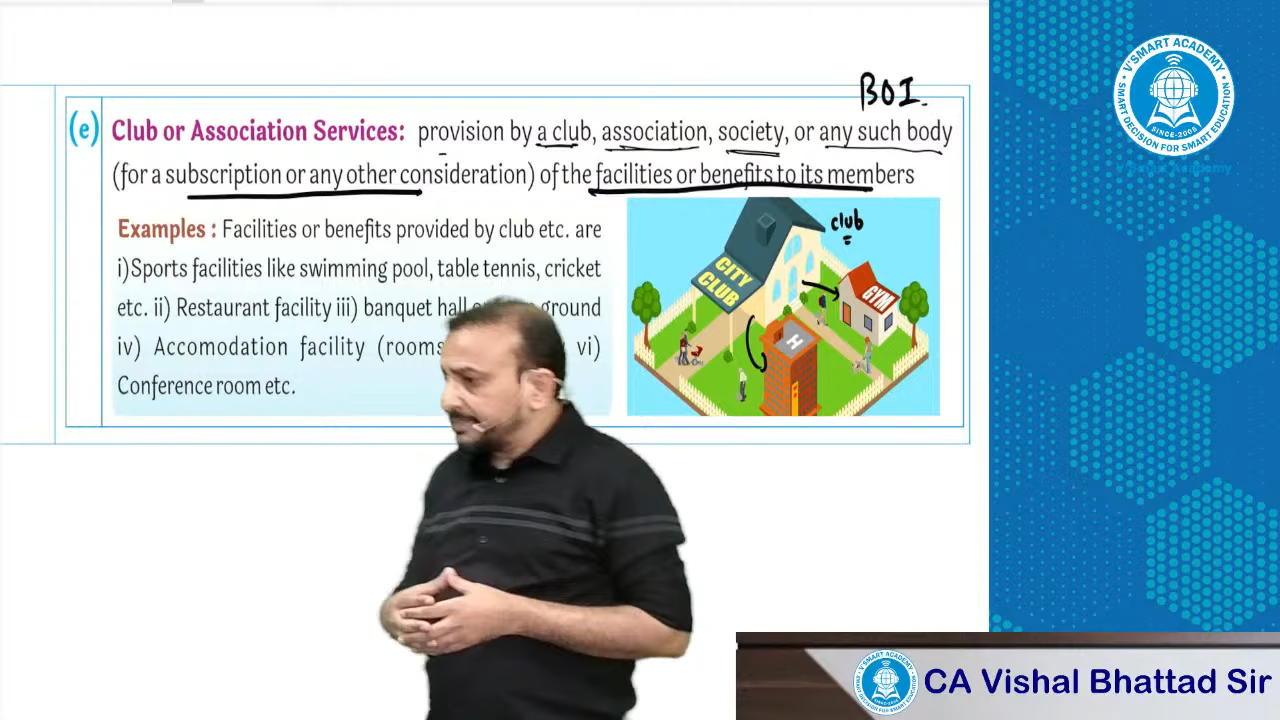 BOI.
(e) Club or Association Services: provision by a club, association, society, or any such body
(for a subscription or any other consideration) of the facilities or benefits to its members
Examples : Facilities or benefits provided by club etc. are
i)Sports facilities like swimming pool, table tennis, cricket
etc. ii) Restaurant facility iii) banquet hall ground
iv) Accomodation facility (rooms vi)
Conference room etc.
club
CITY
CLUB
GYM
H
V'SMART ACADEMY
SINCE-2008
SMART DECISION FOR SMART EDUCATION
V'Smart Academy
CA Vishal Bhattad Sir